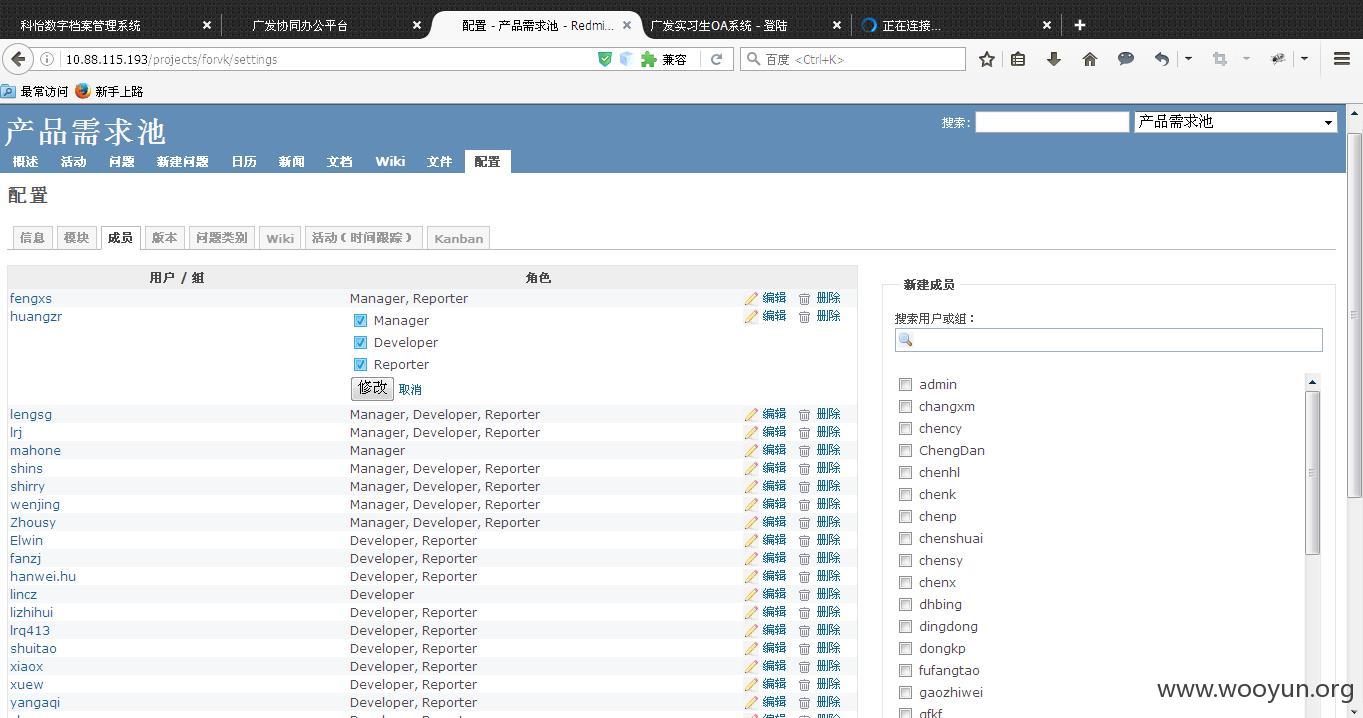 科怡数字档案管理系统 × 广发协同办公平台 × 配置 - 产品需求池 - Redmi... × 广发实习生OA系统 - 登陆 × 正在连接... × +
10.88.115.193/projects/forvk/settings 兼容 百度 <Ctrl+K>
最常访问 新手上路
产品需求池 搜索: 产品需求池
概述 活动 问题 新建问题 日历 新闻 文档 Wiki 文件 配置
配置
信息 模块 成员 版本 问题类别 Wiki 活动(时间跟踪) Kanban
用户 / 组 角色
fengxs Manager, Reporter 编辑 删除
huangzr 编辑 删除
Manager
Developer
Reporter
修改 取消
lengsg Manager, Developer, Reporter 编辑 删除
lrj Manager, Developer, Reporter 编辑 删除
mahone Manager 编辑 删除
shins Manager, Developer, Reporter 编辑 删除
shirry Manager, Developer, Reporter 编辑 删除
wenjing Manager, Developer, Reporter 编辑 删除
Zhousy Manager, Developer, Reporter 编辑 删除
Elwin Developer, Reporter 编辑 删除
fanzj Developer, Reporter 编辑 删除
hanwei.hu Developer, Reporter 编辑 删除
lincz Developer 编辑 删除
lizhihui Developer, Reporter 编辑 删除
lrq413 Developer, Reporter 编辑 删除
shuitao Developer, Reporter 编辑 删除
xiaox Developer, Reporter 编辑 删除
xuew Developer, Reporter 编辑 删除
yangaqi Developer, Reporter 编辑 删除
新建成员
搜索用户或组：
admin
changxm
chency
ChengDan
chenhl
chenk
chenp
chenshuai
chensy
chenx
dhbing
dingdong
dongkp
fufangtao
gaozhiwei
www.wooyun.org